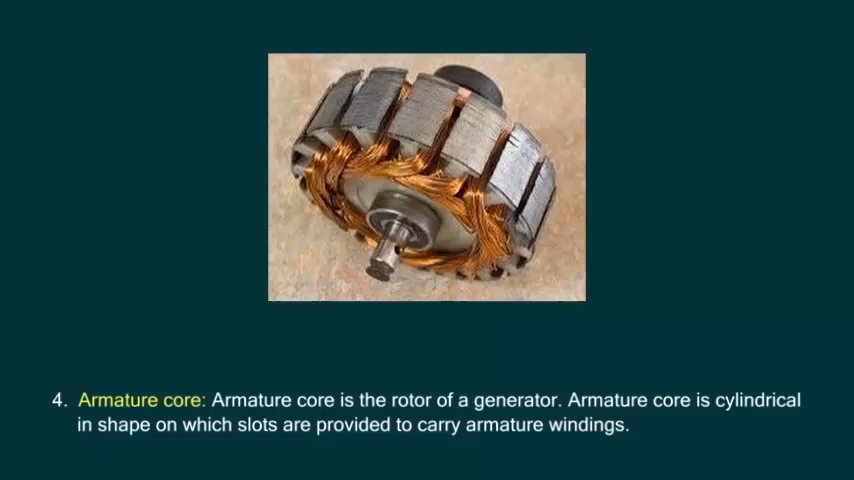 4. Armature core: Armature core is the rotor of a generator. Armature core is cylindrical
in shape on which slots are provided to carry armature windings.